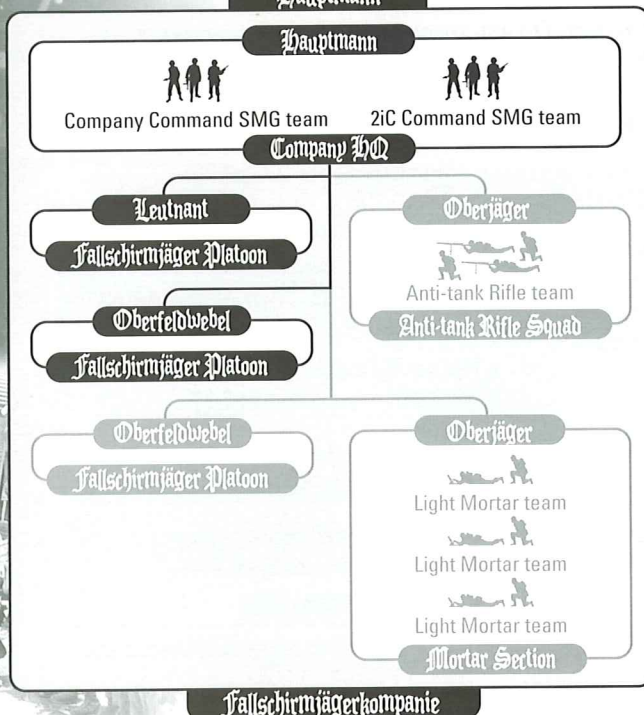 Hauptmann
Hauptmann
Company Command SMG team
2iC Command SMG team
Company HQ
Leutnant
Fallschirmjäger Platoon
Oberjäger
Anti-tank Rifle team
Anti-tank Rifle Squad
Oberfeldwebel
Fallschirmjäger Platoon
Oberfeldwebel
Fallschirmjäger Platoon
Oberjäger
Light Mortar team
Light Mortar team
Light Mortar team
Mortar Section
Fallschirmjägerkompanie